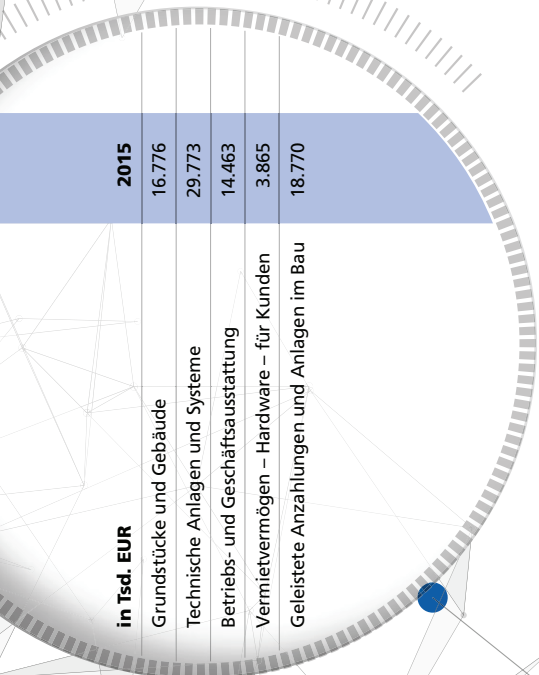 in Tsd. EUR 2015
Grundstücke und Gebäude 16.776
Technische Anlagen und Systeme 29.773
Betriebs- und Geschäftsausstattung 14.463
Vermietvermögen – Hardware – für Kunden 3.865
Geleistete Anzahlungen und Anlagen im Bau 18.770